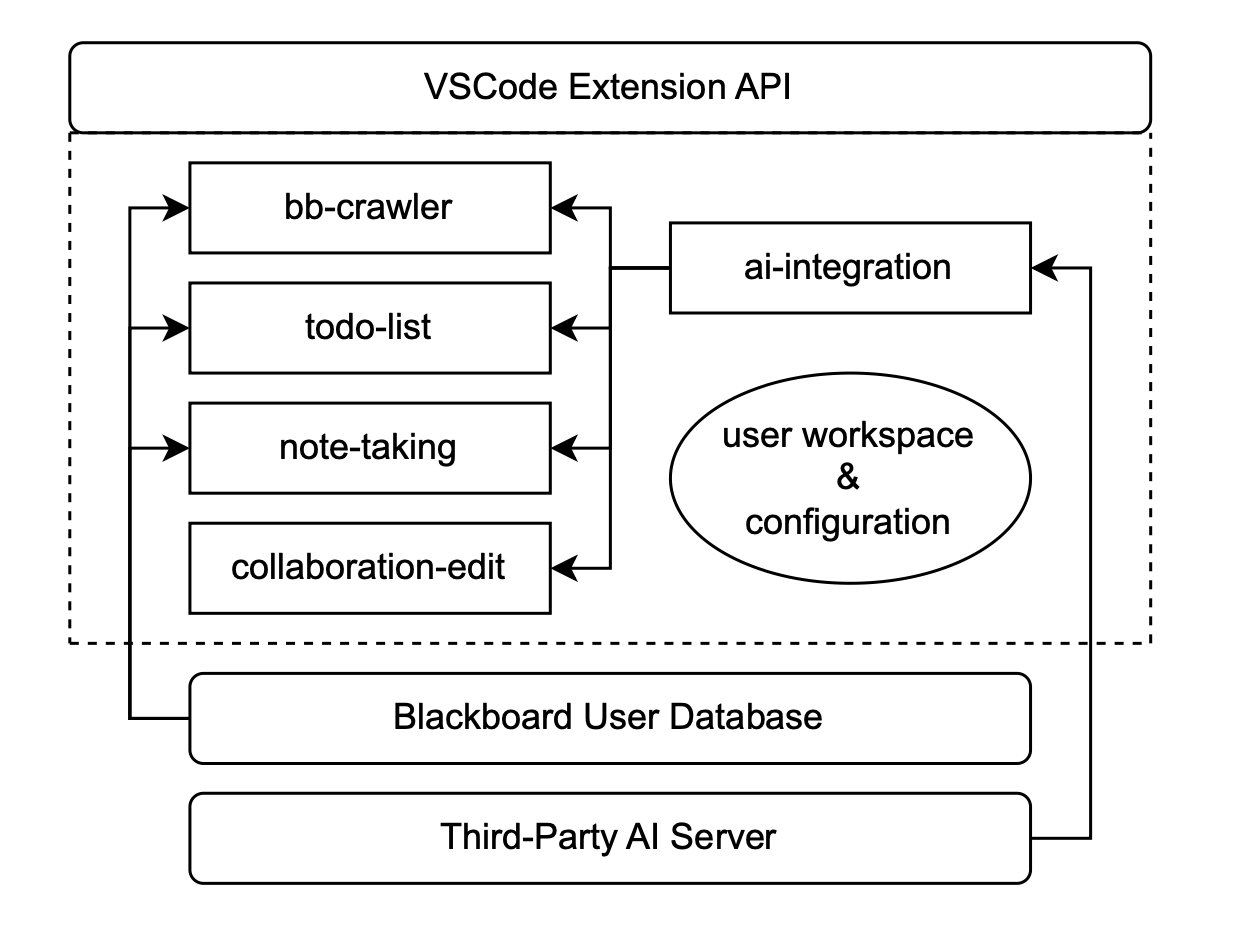 VSCode Extension API
bb-crawler
ai-integration
todo-list
note-taking
user workspace
&
configuration
collaboration-edit
Blackboard User Database
Third-Party AI Server